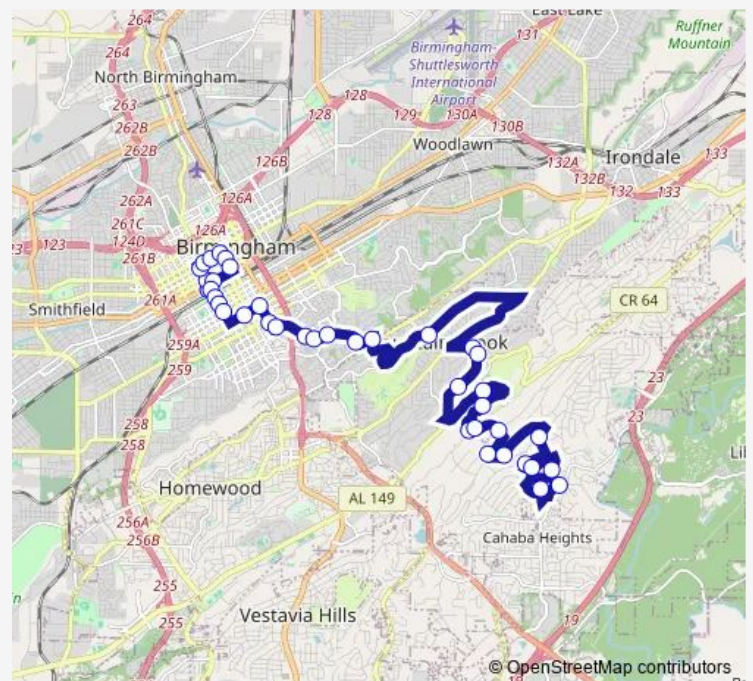 264
264
North Birmingham
263
262B
262B
262A
261C
124D
261B
261A
259A
259
258
258
256A
256B
255
255
126B
126A
126A
Birmingham
123
Smithfield
Homewood
Vestavia Hills
AL 149
Birmingham-
Shuttlesworth
International
Airport
East Lake
131
Ruffner
Mountain
128
128
129
130A
130B
Woodlawn
132A
132B
132
133
133
Irondale
CR 64
23
23
Cahaba Heights
19
© OpenStreetMap contributors